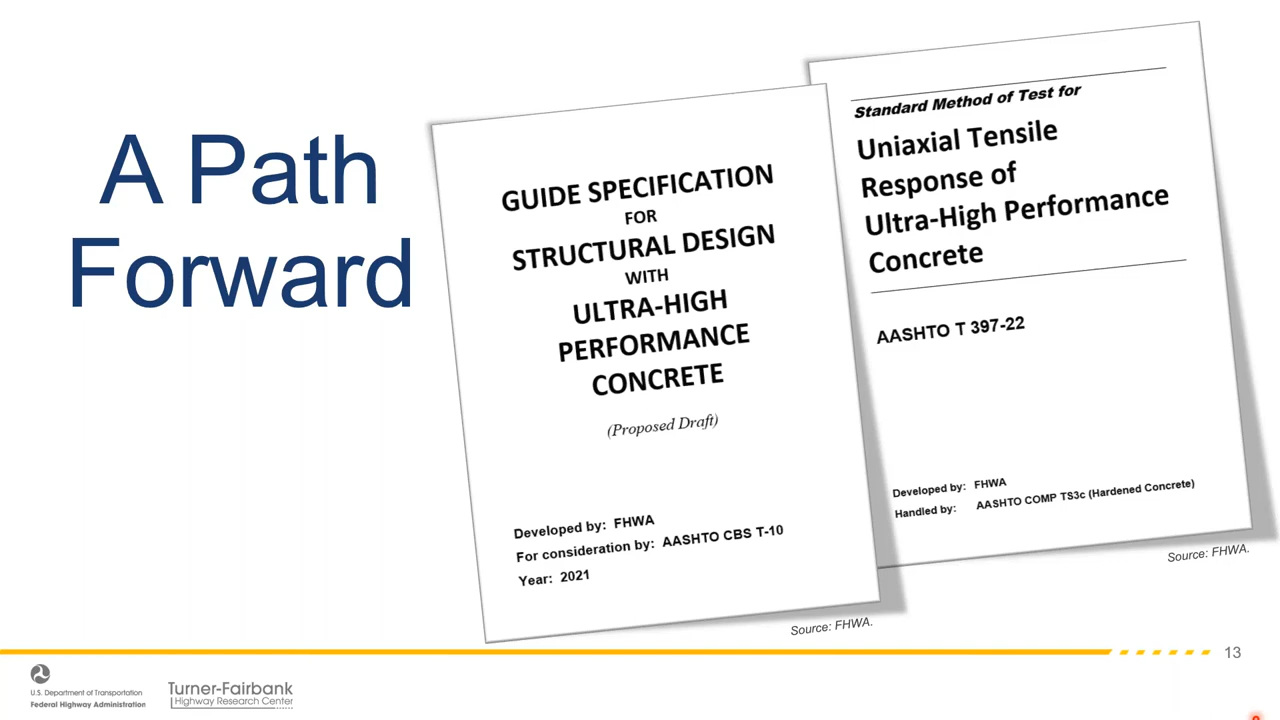 A Path
Forward
GUIDE SPECIFICATION
FOR
STRUCTURAL DESIGN
WITH
ULTRA-HIGH
PERFORMANCE
CONCRETE
(Proposed Draft)
Developed by: FHWA
For consideration by: AASHTO CBS T-10
Year: 2021
Source: FHWA.
Standard Method of Test for
Uniaxial Tensile
Response of
Ultra-High Performance
Concrete
AASHTO T 397-22
Developed by: FHWA
Handled by: AASHTO COMP TS3c (Hardened Concrete)
Source: FHWA.
13
U.S. Department of Transportation
Federal Highway Administration
Turner-Fairbank
Highway Research Center